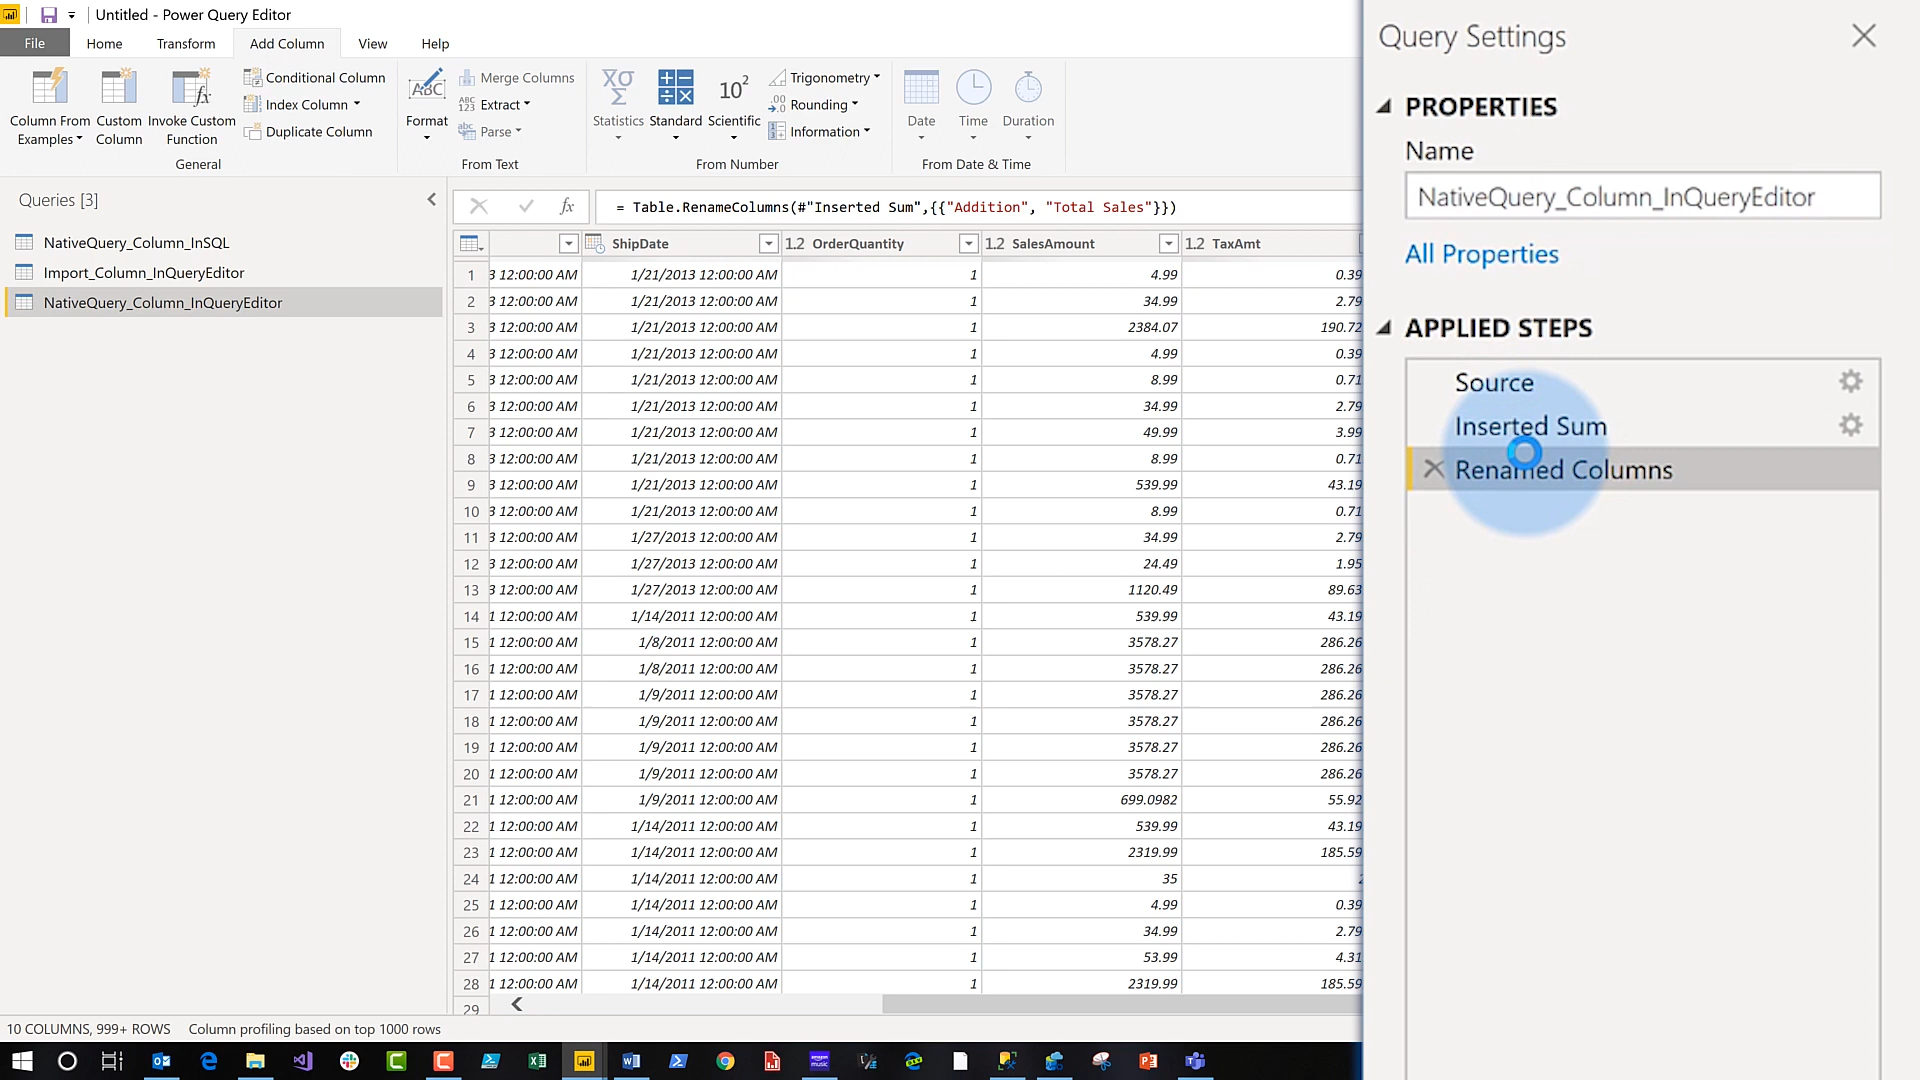 Untitled - Power Query Editor
File Home Transform Add Column View Help
Column From Examples
Custom Column
Invoke Custom Function
Conditional Column
Index Column
Duplicate Column
General
Format
Merge Columns
Extract
Parse
From Text
Statistics
Standard
Scientific
Trigonometry
Rounding
Information
From Number
Date
Time
Duration
From Date & Time
Queries [3]
NativeQuery_Column_InSQL
Import_Column_InQueryEditor
NativeQuery_Column_InQueryEditor
= Table.RenameColumns(#"Inserted Sum",{{"Addition", "Total Sales"}})
ShipDate 1.2 OrderQuantity 1.2 SalesAmount 1.2 TaxAmt
1 3 12:00:00 AM 1/21/2013 12:00:00 AM 1 4.99 0.39
2 3 12:00:00 AM 1/21/2013 12:00:00 AM 1 34.99 2.79
3 3 12:00:00 AM 1/21/2013 12:00:00 AM 1 2384.07 190.72
4 3 12:00:00 AM 1/21/2013 12:00:00 AM 1 4.99 0.39
5 3 12:00:00 AM 1/21/2013 12:00:00 AM 1 8.99 0.71
6 3 12:00:00 AM 1/21/2013 12:00:00 AM 1 34.99 2.79
7 3 12:00:00 AM 1/21/2013 12:00:00 AM 1 49.99 3.99
8 3 12:00:00 AM 1/21/2013 12:00:00 AM 1 8.99 0.71
9 3 12:00:00 AM 1/21/2013 12:00:00 AM 1 539.99 43.19
10 3 12:00:00 AM 1/21/2013 12:00:00 AM 1 8.99 0.71
11 3 12:00:00 AM 1/27/2013 12:00:00 AM 1 34.99 2.79
12 3 12:00:00 AM 1/27/2013 12:00:00 AM 1 24.49 1.95
13 3 12:00:00 AM 1/27/2013 12:00:00 AM 1 1120.49 89.63
14 1 12:00:00 AM 1/14/2011 12:00:00 AM 1 539.99 43.19
15 1 12:00:00 AM 1/8/2011 12:00:00 AM 1 3578.27 286.26
16 1 12:00:00 AM 1/8/2011 12:00:00 AM 1 3578.27 286.26
17 1 12:00:00 AM 1/9/2011 12:00:00 AM 1 3578.27 286.26
18 1 12:00:00 AM 1/9/2011 12:00:00 AM 1 3578.27 286.26
19 1 12:00:00 AM 1/9/2011 12:00:00 AM 1 3578.27 286.26
20 1 12:00:00 AM 1/9/2011 12:00:00 AM 1 3578.27 286.26
21 1 12:00:00 AM 1/9/2011 12:00:00 AM 1 699.0982 55.92
22 1 12:00:00 AM 1/14/2011 12:00:00 AM 1 539.99 43.19
23 1 12:00:00 AM 1/14/2011 12:00:00 AM 1 2319.99 185.59
24 1 12:00:00 AM 1/14/2011 12:00:00 AM 1 35
25 1 12:00:00 AM 1/14/2011 12:00:00 AM 1 4.99 0.39
26 1 12:00:00 AM 1/14/2011 12:00:00 AM 1 34.99 2.79
27 1 12:00:00 AM 1/14/2011 12:00:00 AM 1 53.99 4.31
28 1 12:00:00 AM 1/14/2011 12:00:00 AM 1 2319.99 185.59
29
10 COLUMNS, 999+ ROWS Column profiling based on top 1000 rows
Query Settings
PROPERTIES
Name
NativeQuery_Column_InQueryEditor
All Properties
APPLIED STEPS
Source
Inserted Sum
Renamed Columns